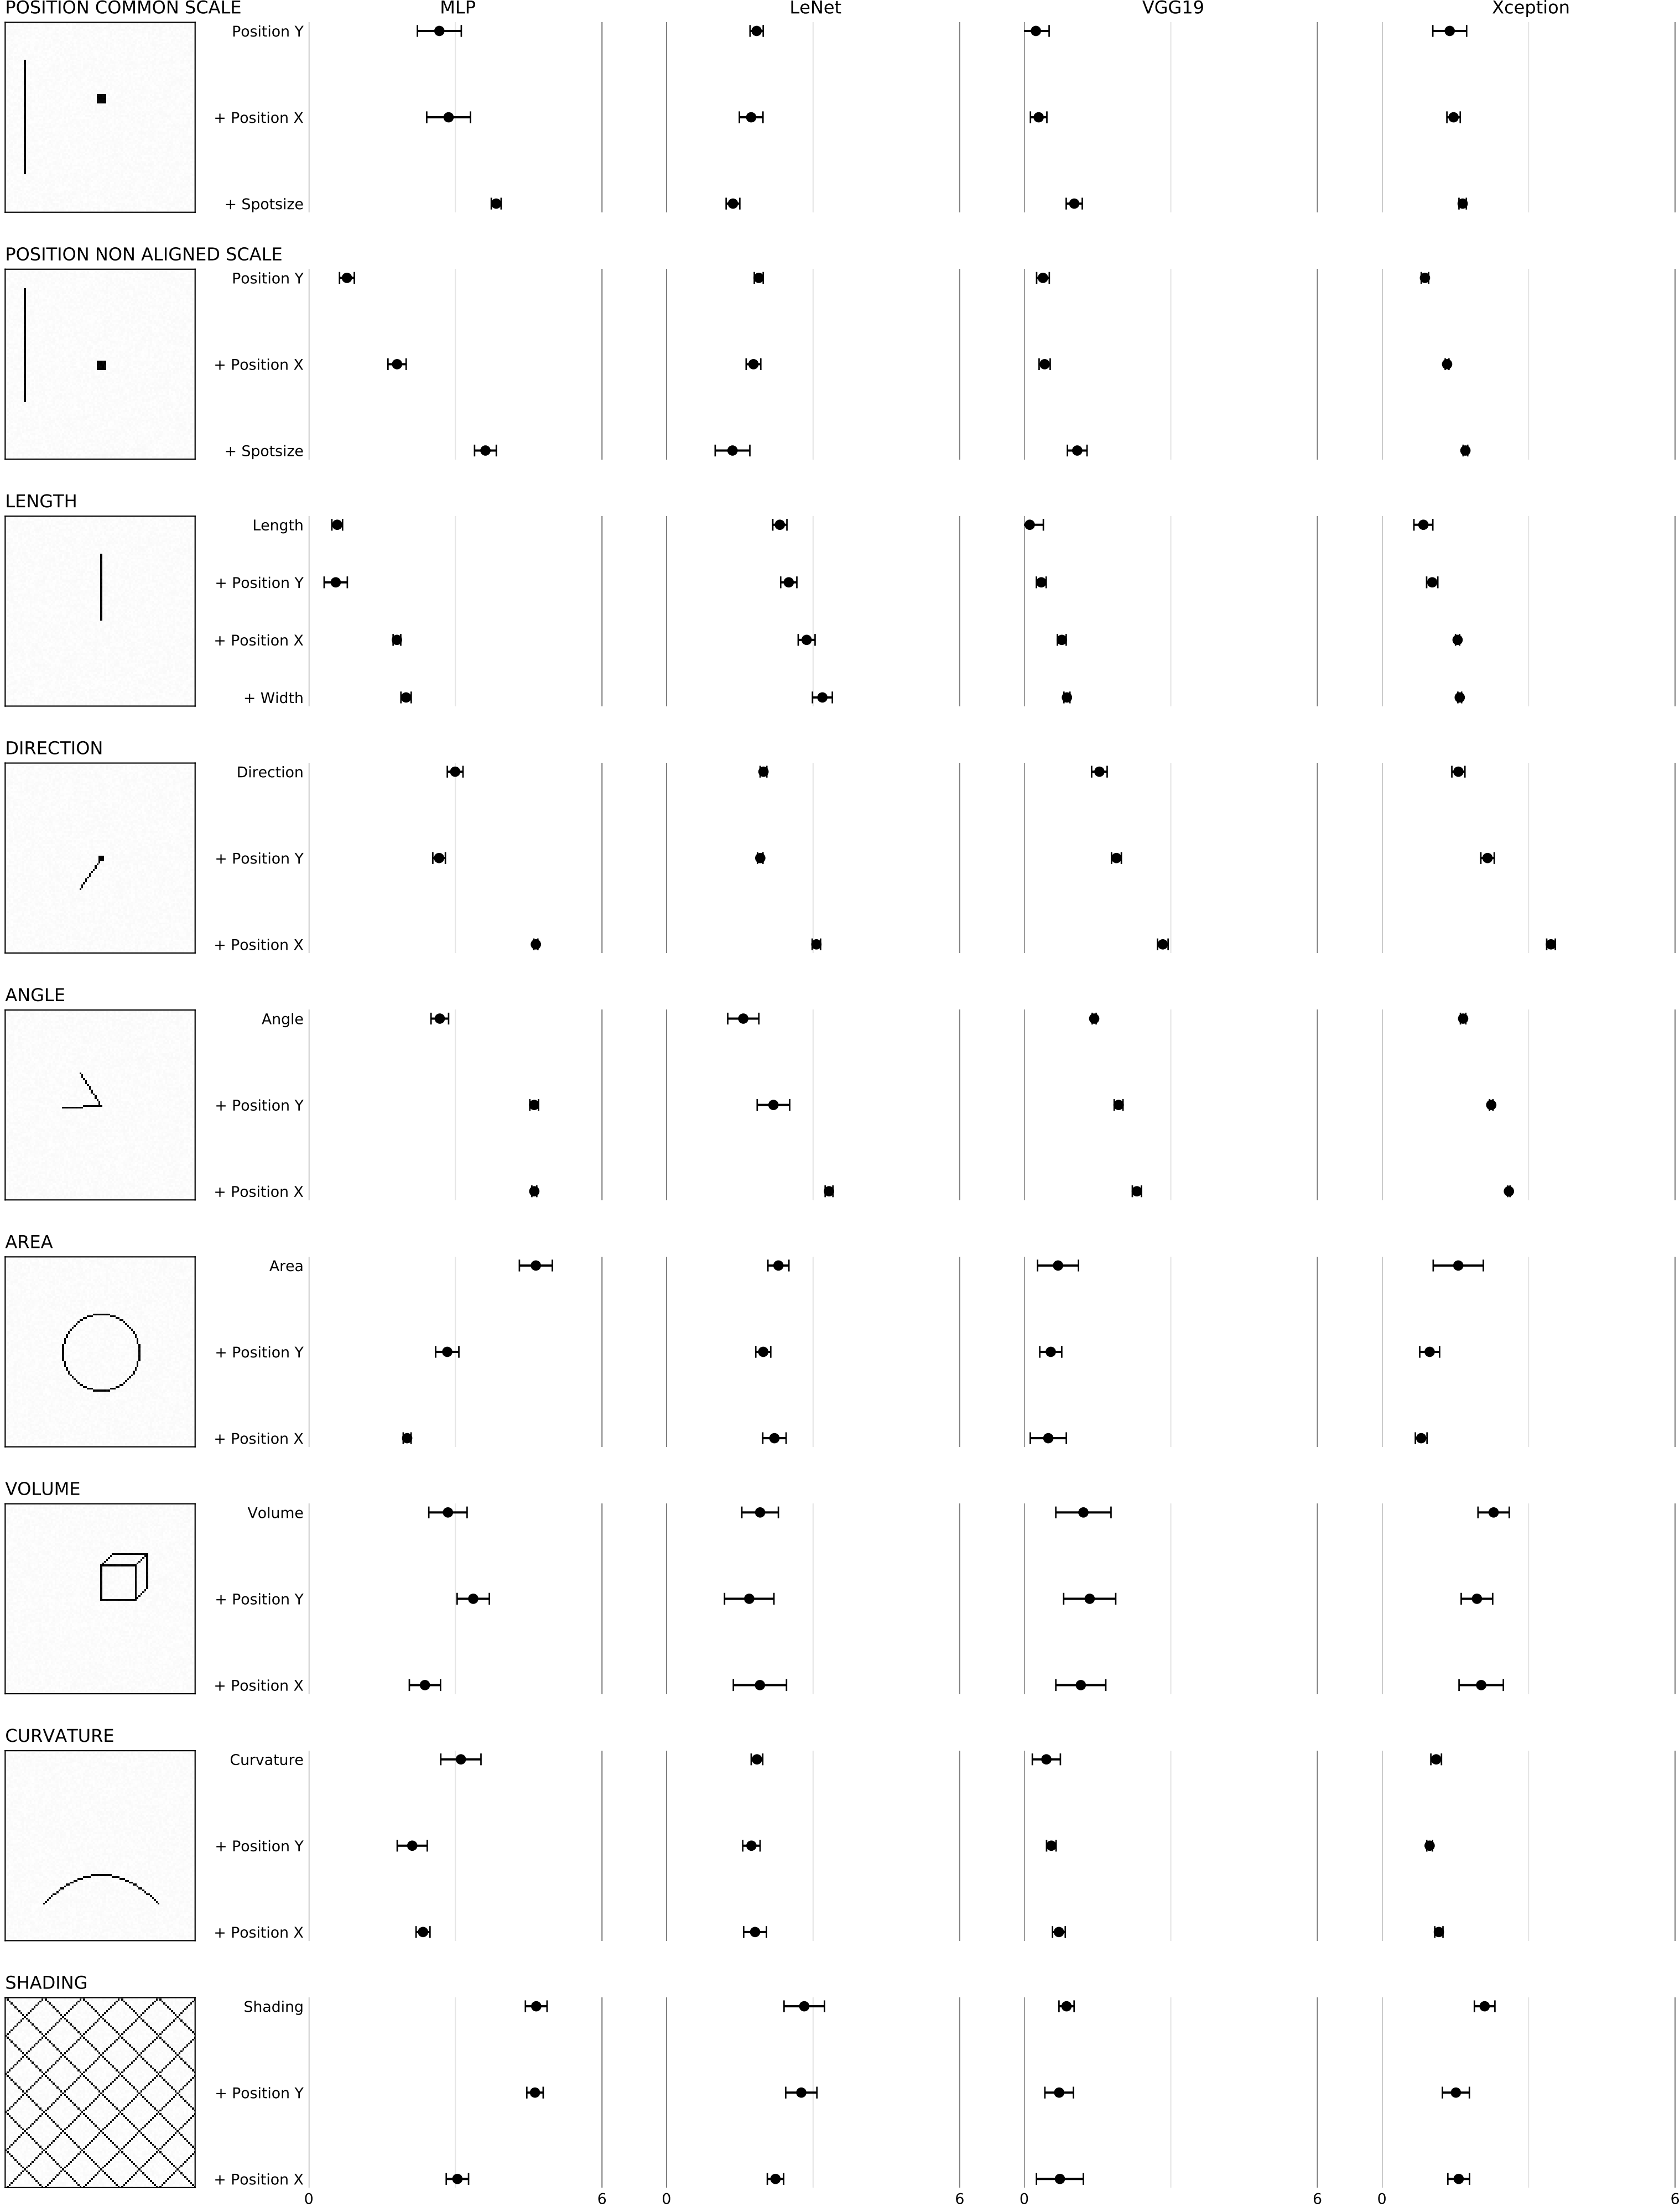 POSITION COMMON SCALE MLP LeNet VGG19 Xception
Position Y
+ Position X
+ Spotsize
POSITION NON ALIGNED SCALE
Position Y
+ Position X
+ Spotsize
LENGTH
Length
+ Position Y
+ Position X
+ Width
DIRECTION
Direction
+ Position Y
+ Position X
ANGLE
Angle
+ Position Y
+ Position X
AREA
Area
+ Position Y
+ Position X
VOLUME
Volume
+ Position Y
+ Position X
CURVATURE
Curvature
+ Position Y
+ Position X
SHADING
Shading
+ Position Y
+ Position X
0 6 0 6 0 6 0 6